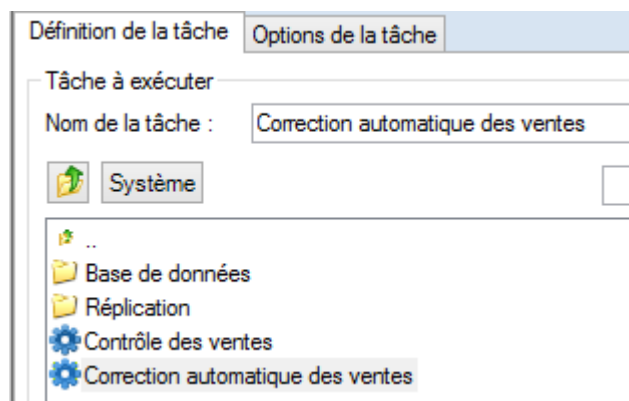 Définition de la tâche Options de la tâche
Tâche à exécuter
Nom de la tâche : Correction automatique des ventes
Système
..
Base de données
Réplication
Contrôle des ventes
Correction automatique des ventes